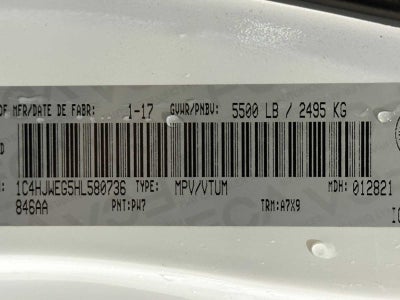 OF MFR/DATE DE FABR: 1-17 GVWR/PNBV: 5500 LB / 2495 KG
1C4HJWEG5HL580736 TYPE: MPV/VTUM MDH: 012821
846AA PNT: PW7 TRM: A7X9